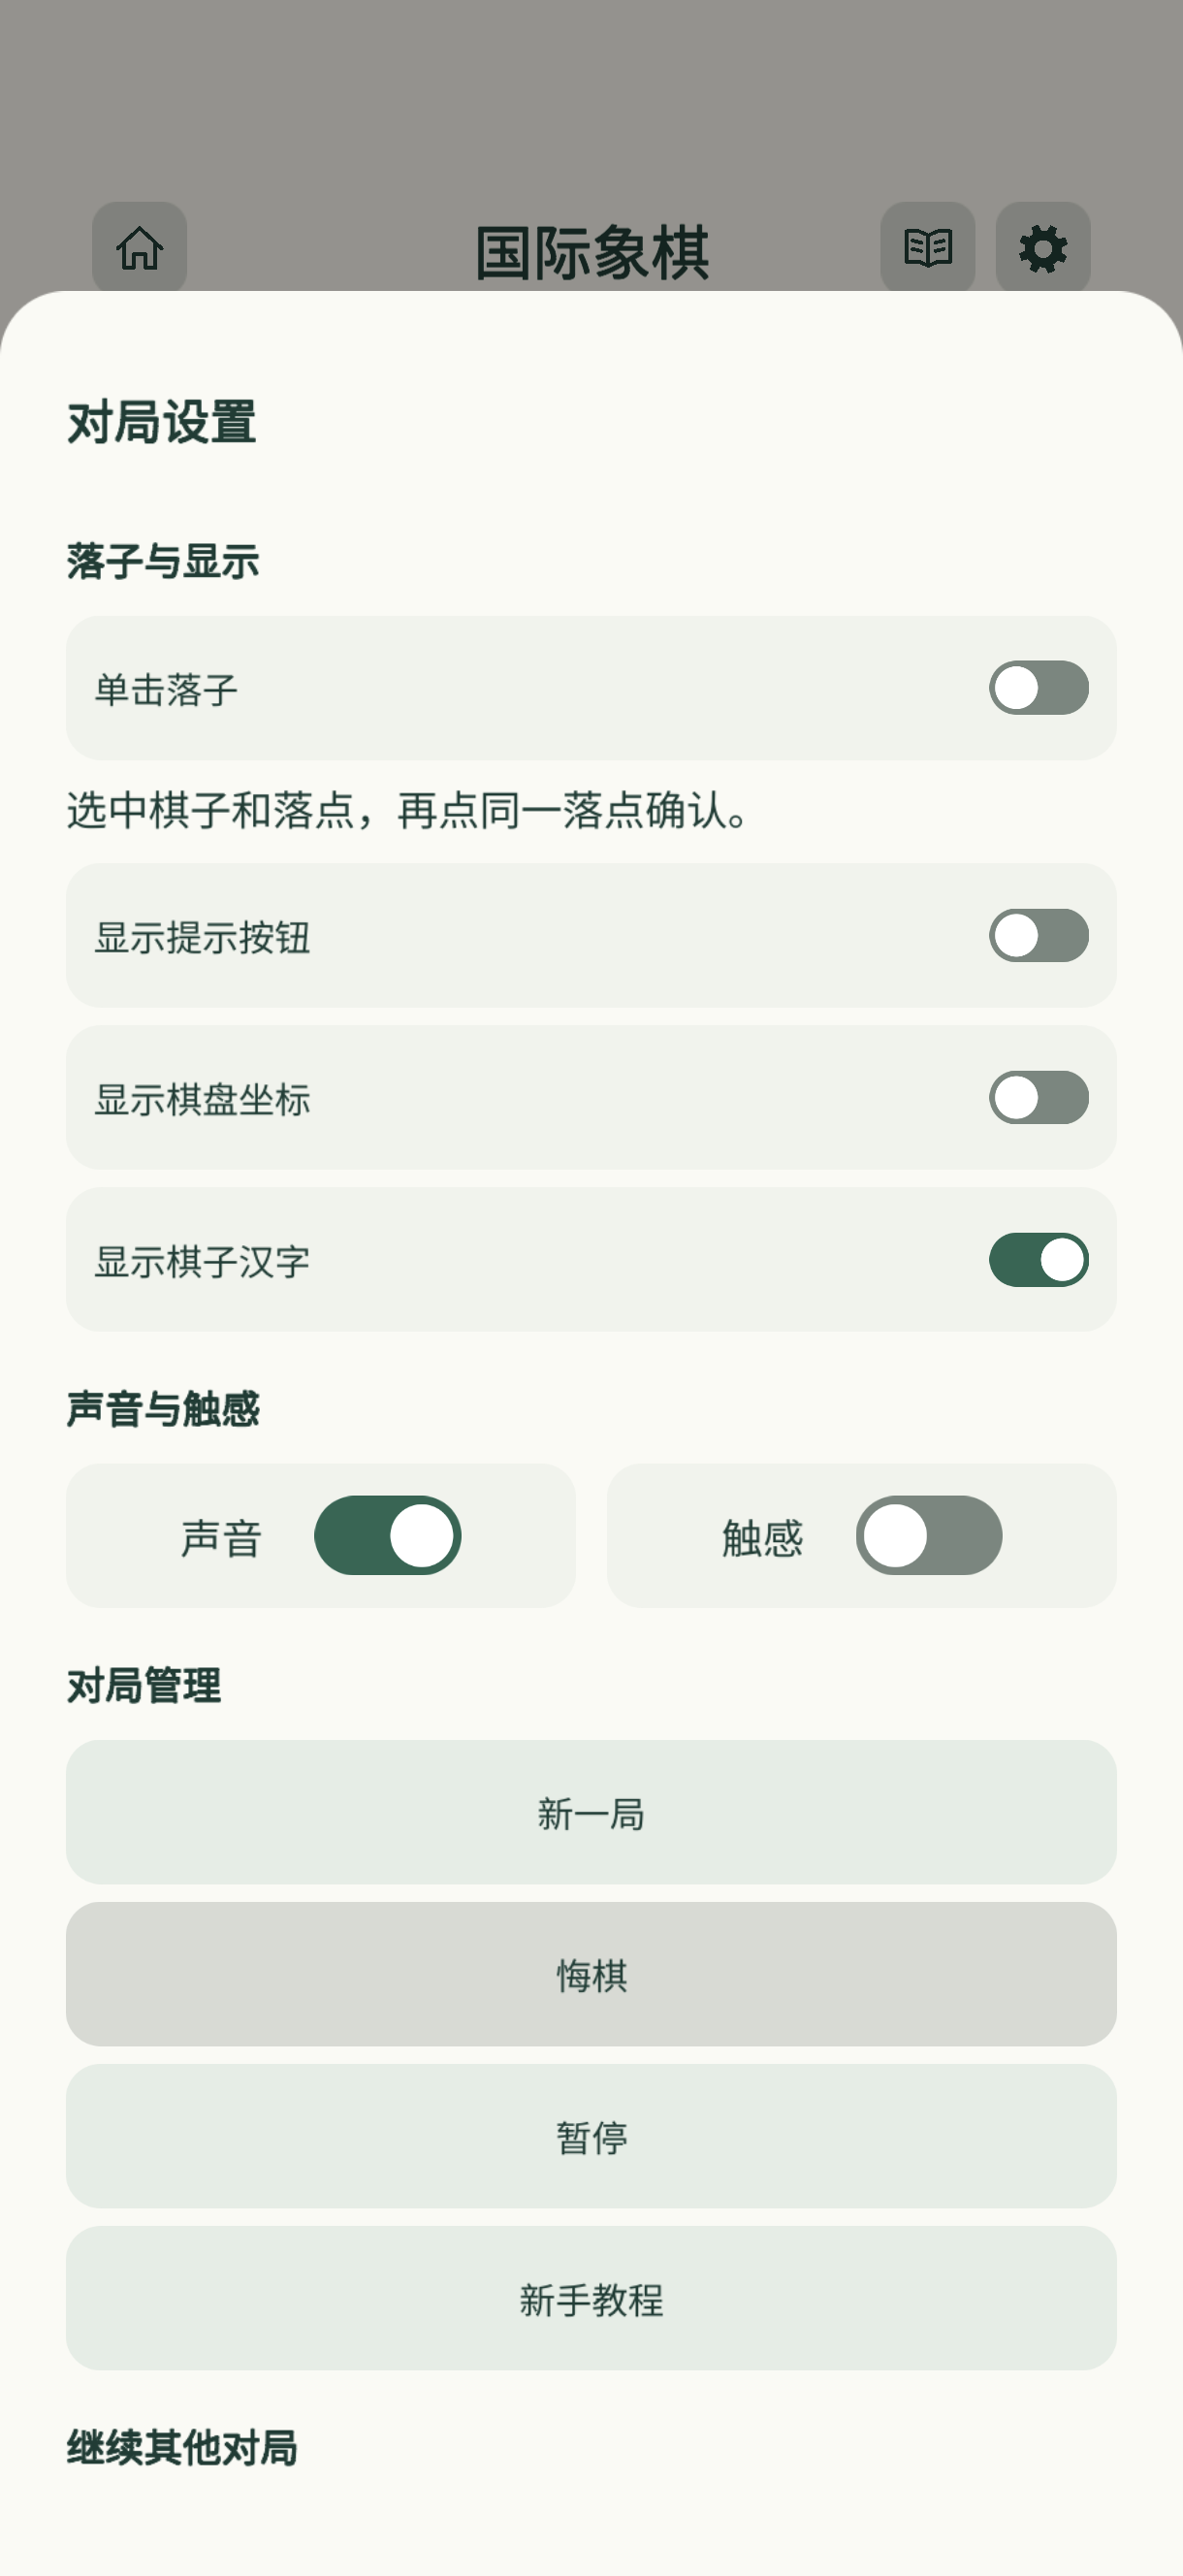 国际象棋
对局设置
落子与显示
单击落子
选中棋子和落点，再点同一落点确认。
显示提示按钮
显示棋盘坐标
显示棋子汉字
声音与触感
声音
触感
对局管理
新一局
悔棋
暂停
新手教程
继续其他对局